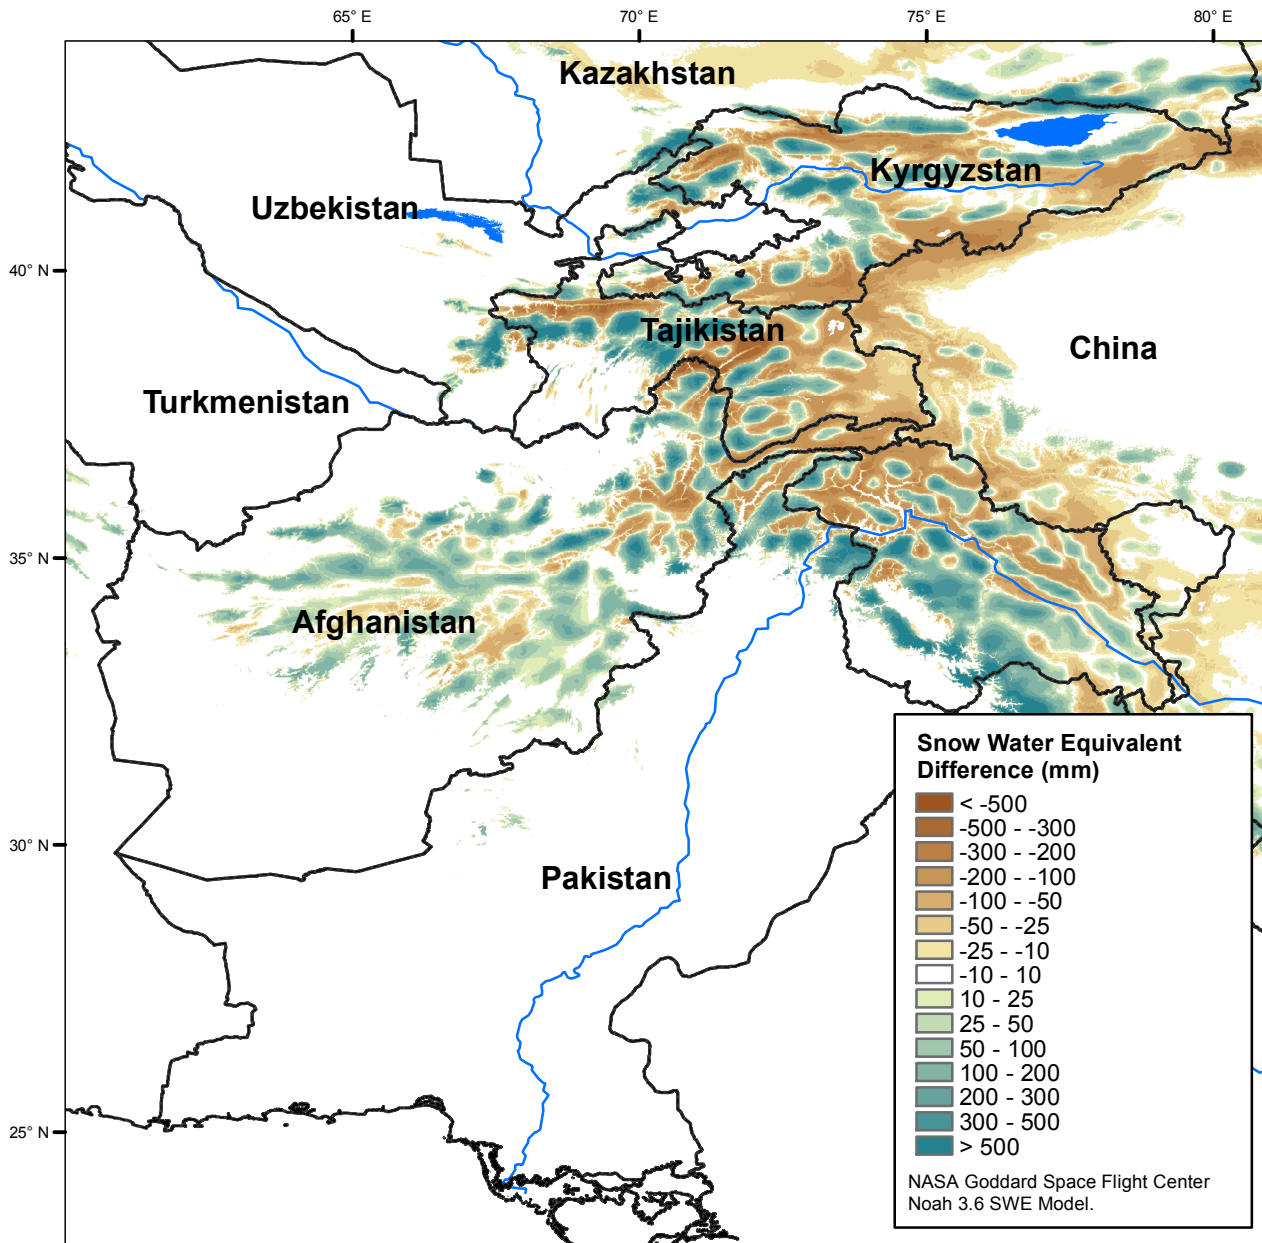 65° E
70° E
75° E
80° E
Kazakhstan
Kyrgyzstan
Uzbekistan
40° N
Tajikistan
China
Turkmenistan
35° N
Afghanistan
Snow Water Equivalent
Difference (mm)
< -500
-500 - -300
-300 - -200
-200 - -100
-100 - -50
-50 - -25
-25 - -10
-10 - 10
10 - 25
25 - 50
50 - 100
100 - 200
200 - 300
300 - 500
> 500
NASA Goddard Space Flight Center
Noah 3.6 SWE Model.
30° N
Pakistan
25° N